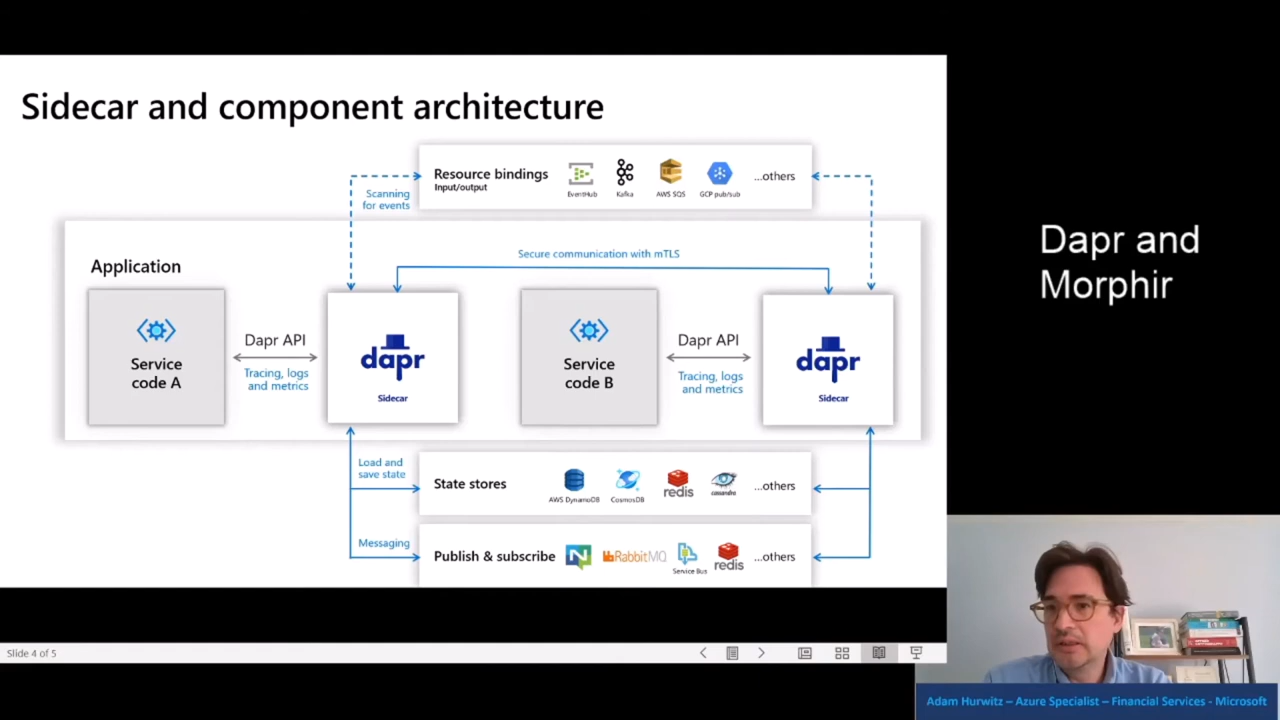 Sidecar and component architecture
Resource bindings
Input/output
EventHub
Kafka
AWS SQS
GCP pub/sub
...others
Scanning
for events
Application
Secure communication with mTLS
Service
code A
Dapr API
Tracing, logs
and metrics
dapr
Sidecar
Service
code B
Dapr API
Tracing, logs
and metrics
dapr
Sidecar
Load and
save state
State stores
AWS DynamoDB
CosmosDB
redis
cassandra
...others
Messaging
Publish & subscribe
N
RabbitMQ
Service Bus
redis
...others
Slide 4 of 5
Dapr and
Morphir
Adam Hurwitz – Azure Specialist – Financial Services - Microsoft